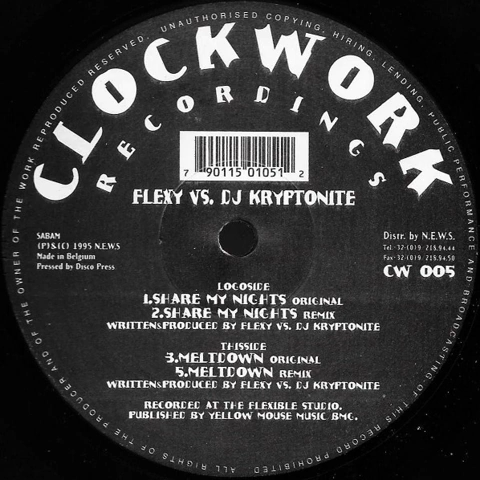 ALL RIGHTS OF THE PRODUCER AND OF THE OWNER OF THE WORK REPRODUCED RESERVED. UNAUTHORISED COPYING, HIRING, LENDING, PUBLIC PERFORMANCE AND BROADCASTING OF THIS RECORD PROHIBITED
CLOCKWORK
RECORDINGS
7 90115 01051 2
FLEXY VS. DJ KRYPTONITE
SABAM
(P)&(C) 1995 N.E.W.S
Made in Belgium
Pressed by Disco Press
Distr. by N.E.W.S.
Tel.-32-(0)9/ 218.94.44
Fax-32-(0)9/ 218.94.50
CW 005
LOGOSIDE
1.SHARE MY NIGHTS ORIGINAL
2.SHARE MY NIGHTS REMIX
WRITTEN&PRODUCED BY FLEXY VS. DJ KRYPTONITE
THISSIDE
3.MELTDOWN ORIGINAL
5.MELTDOWN REMIX
WRITTEN&PRODUCED BY FLEXY VS. DJ KRYPTONITE
RECORDED AT THE FLEXIBLE STUDIO.
PUBLISHED BY YELLOW MOUSE MUSIC BMG.